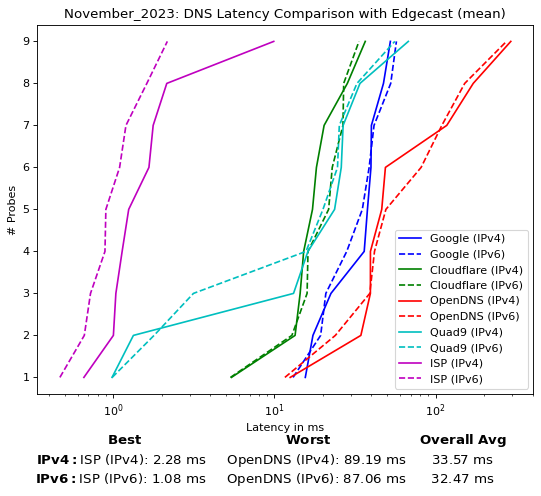 November_2023: DNS Latency Comparison with Edgecast (mean)
# Probes
9
8
7
6
5
4
3
2
1
Google (IPv4)
Google (IPv6)
Cloudflare (IPv4)
Cloudflare (IPv6)
OpenDNS (IPv4)
OpenDNS (IPv6)
Quad9 (IPv4)
Quad9 (IPv6)
ISP (IPv4)
ISP (IPv6)
10⁰ 10¹ 10²
Latency in ms
Best Worst Overall Avg
IPv4: ISP (IPv4): 2.28 ms OpenDNS (IPv4): 89.19 ms 33.57 ms
IPv6: ISP (IPv6): 1.08 ms OpenDNS (IPv6): 87.06 ms 32.47 ms